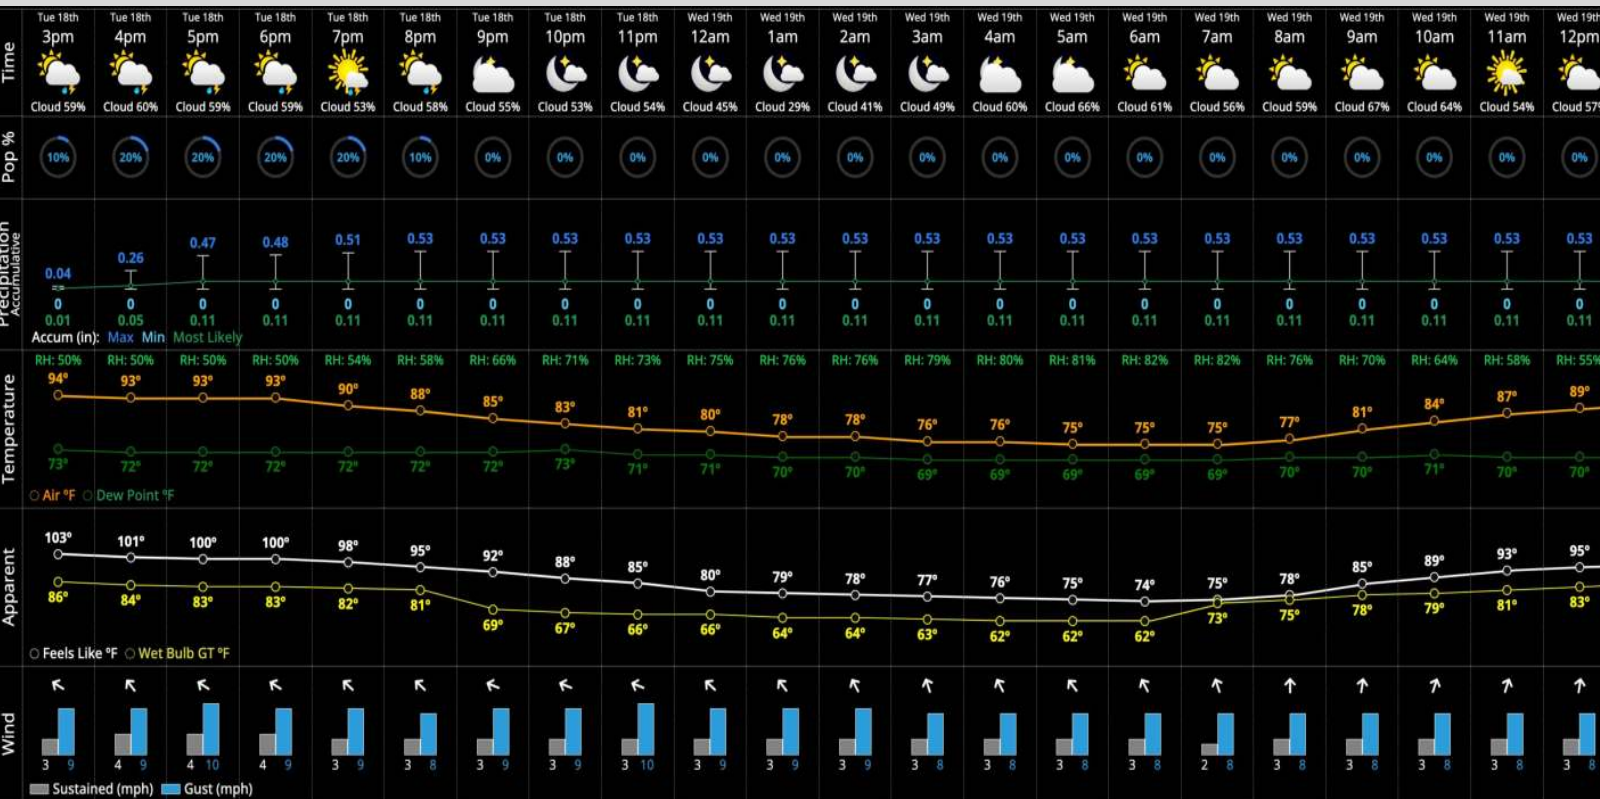 Tue 18th Tue 18th Tue 18th Tue 18th Tue 18th Tue 18th Tue 18th Tue 18th Tue 18th Wed 19th Wed 19th Wed 19th Wed 19th Wed 19th Wed 19th Wed 19th Wed 19th Wed 19th Wed 19th Wed 19th Wed 19th Wed 19th
Time
3pm 4pm 5pm 6pm 7pm 8pm 9pm 10pm 11pm 12am 1am 2am 3am 4am 5am 6am 7am 8am 9am 10am 11am 12pm
Cloud 59% Cloud 60% Cloud 59% Cloud 59% Cloud 53% Cloud 58% Cloud 55% Cloud 53% Cloud 54% Cloud 45% Cloud 29% Cloud 41% Cloud 49% Cloud 60% Cloud 66% Cloud 61% Cloud 56% Cloud 59% Cloud 67% Cloud 64% Cloud 54% Cloud 57%
Pop %
10% 20% 20% 20% 20% 10% 0% 0% 0% 0% 0% 0% 0% 0% 0% 0% 0% 0% 0% 0% 0% 0%
Precipitation
Accumulative
0.04 0.26 0.47 0.48 0.51 0.53 0.53 0.53 0.53 0.53 0.53 0.53 0.53 0.53 0.53 0.53 0.53 0.53 0.53 0.53 0.53 0.53
0 0 0 0 0 0 0 0 0 0 0 0 0 0 0 0 0 0 0 0 0 0
0.01 0.05 0.11 0.11 0.11 0.11 0.11 0.11 0.11 0.11 0.11 0.11 0.11 0.11 0.11 0.11 0.11 0.11 0.11 0.11 0.11 0.11
Accum (in): Max Min Most Likely
Temperature
RH: 50% RH: 50% RH: 50% RH: 50% RH: 54% RH: 58% RH: 66% RH: 71% RH: 73% RH: 75% RH: 76% RH: 76% RH: 79% RH: 80% RH: 81% RH: 82% RH: 82% RH: 76% RH: 70% RH: 64% RH: 58% RH: 55%
94° 93° 93° 93° 90° 88° 85° 83° 81° 80° 78° 78° 76° 76° 75° 75° 75° 77° 81° 84° 87° 89°
73° 72° 72° 72° 72° 72° 72° 73° 71° 71° 70° 70° 69° 69° 69° 69° 69° 70° 70° 71° 70° 70°
Air °F Dew Point °F
Apparent
103° 101° 100° 100° 98° 95° 92° 88° 85° 80° 79° 78° 77° 76° 75° 74° 75° 78° 85° 89° 93° 95°
86° 84° 83° 83° 82° 81° 69° 67° 66° 66° 64° 64° 63° 62° 62° 62° 73° 75° 78° 79° 81° 83°
Feels Like °F Wet Bulb GT °F
Wind
3 9 4 9 4 10 4 9 3 9 3 8 3 9 3 9 3 10 3 9 3 9 3 9 3 8 3 8 3 8 3 8 2 8 3 8 3 8 3 8 3 8 3 8
Sustained (mph) Gust (mph)